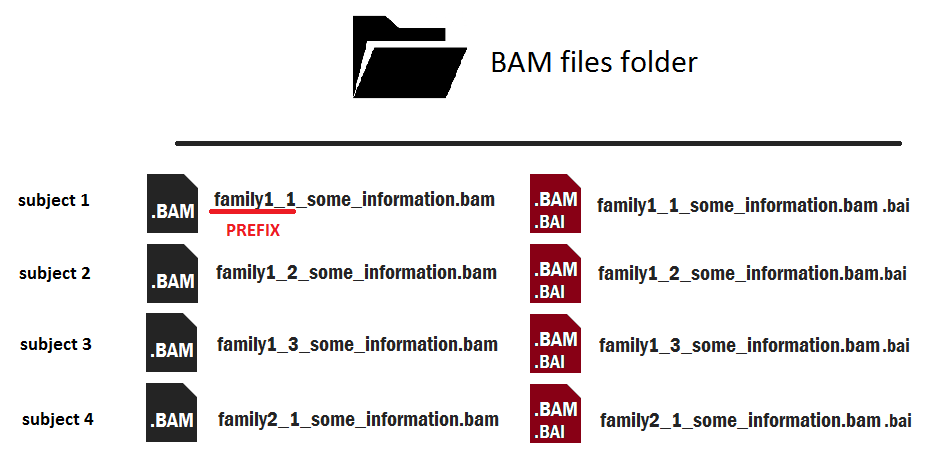 BAM files folder
subject 1 .BAM family1_1_some_information.bam .BAM .BAI family1_1_some_information.bam .bai
PREFIX
subject 2 .BAM family1_2_some_information.bam .BAM .BAI family1_2_some_information.bam.bai
subject 3 .BAM family1_3_some_information.bam .BAM .BAI family1_3_some_information.bam .bai
subject 4 .BAM family2_1_some_information.bam .BAM .BAI family2_1_some_information.bam .bai